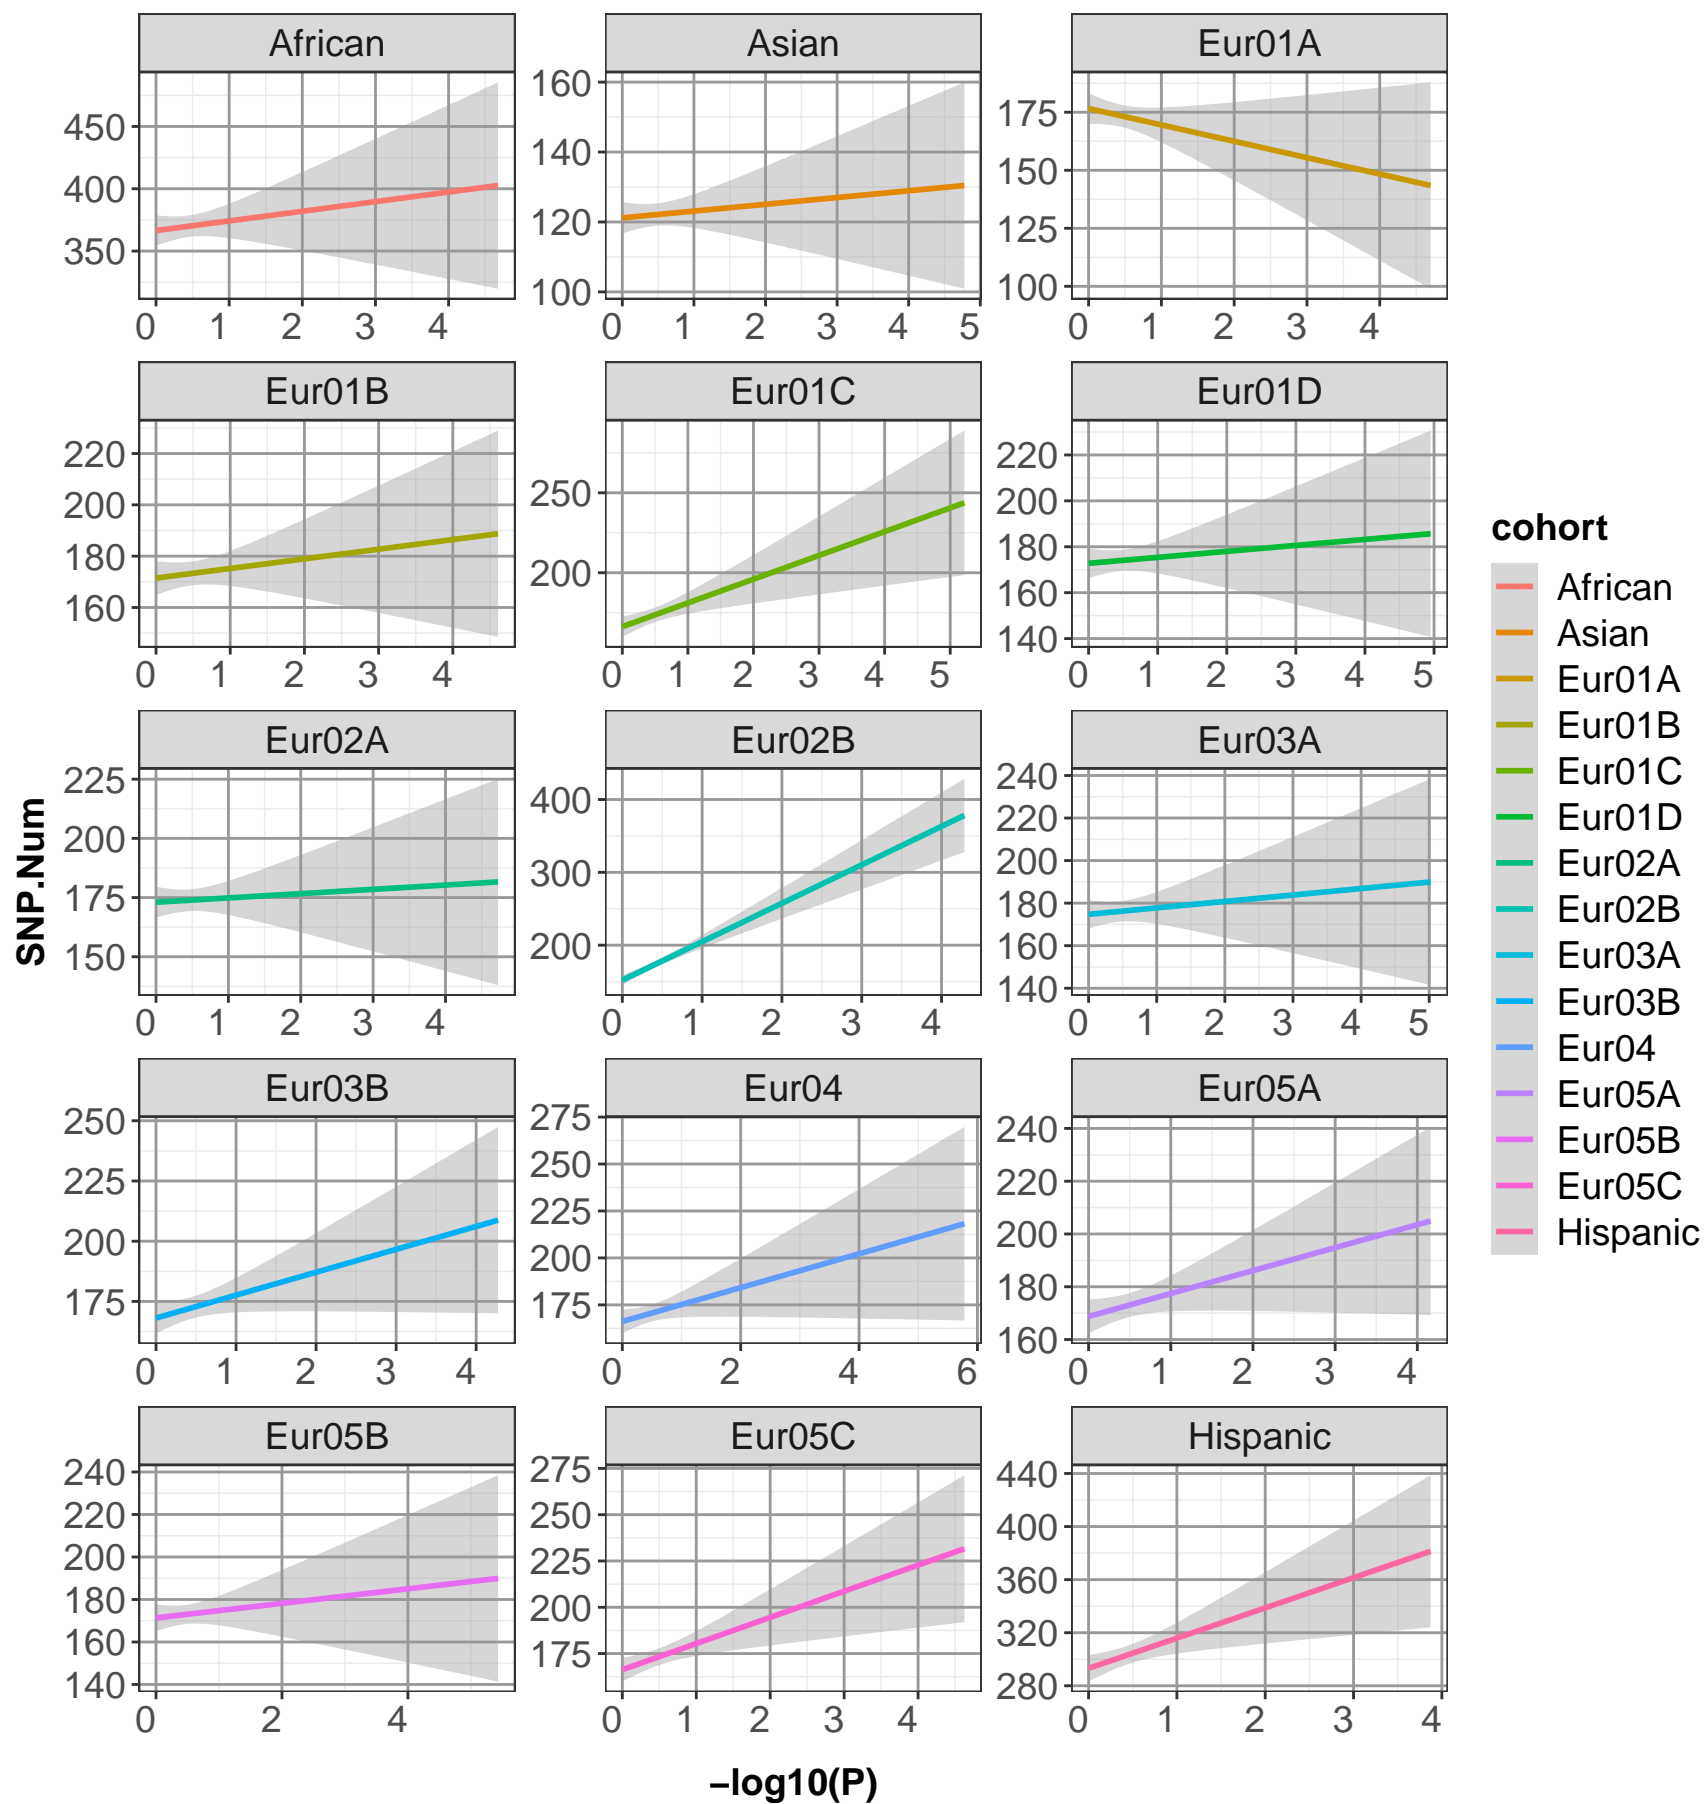 African
Asian
Eur01A
450
400
350
0 1 2 3 4
160
140
120
100
0 1 2 3 4 5
175
150
125
100
0 1 2 3 4
Eur01B
Eur01C
Eur01D
220
200
180
160
0 1 2 3 4
250
200
0 1 2 3 4 5
220
200
180
160
140
0 1 2 3 4 5
Eur02A
Eur02B
Eur03A
225
200
175
150
0 1 2 3 4
400
300
200
0 1 2 3 4
240
220
200
180
160
140
0 1 2 3 4 5
Eur03B
Eur04
Eur05A
250
225
200
175
0 1 2 3 4
275
250
225
200
175
0 2 4 6
240
220
200
180
160
0 1 2 3 4
Eur05B
Eur05C
Hispanic
240
220
200
180
160
140
0 2 4
275
250
225
200
175
0 1 2 3 4
440
400
360
320
280
0 1 2 3 4
SNP.Num
−log10(P)
cohort
African
Asian
Eur01A
Eur01B
Eur01C
Eur01D
Eur02A
Eur02B
Eur03A
Eur03B
Eur04
Eur05A
Eur05B
Eur05C
Hispanic